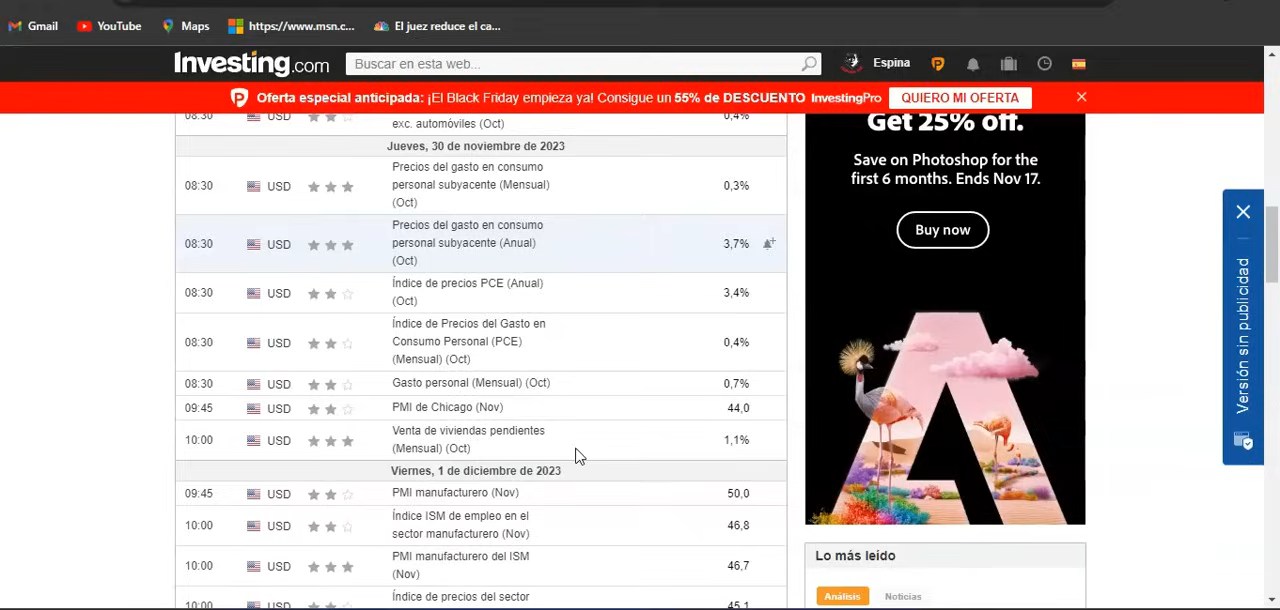 Gmail
YouTube
Maps
https://www.msn.c...
El juez reduce el ca...
Investing.com
Buscar en esta web...
Espina
Oferta especial anticipada: ¡El Black Friday empieza ya! Consigue un 55% de DESCUENTO InvestingPro
QUIERO MI OFERTA
08:30 USD exc. automóviles (Oct) 0,4%
Jueves, 30 de noviembre de 2023
08:30 USD Precios del gasto en consumo
personal subyacente (Mensual)
(Oct) 0,3%
08:30 USD Precios del gasto en consumo
personal subyacente (Anual)
(Oct) 3,7%
08:30 USD Índice de precios PCE (Anual)
(Oct) 3,4%
08:30 USD Índice de Precios del Gasto en
Consumo Personal (PCE)
(Mensual) (Oct) 0,4%
08:30 USD Gasto personal (Mensual) (Oct) 0,7%
09:45 USD PMI de Chicago (Nov) 44,0
10:00 USD Venta de viviendas pendientes
(Mensual) (Oct) 1,1%
Viernes, 1 de diciembre de 2023
09:45 USD PMI manufacturero (Nov) 50,0
10:00 USD Índice ISM de empleo en el
sector manufacturero (Nov) 46,8
10:00 USD PMI manufacturero del ISM
(Nov) 46,7
10:00 USD Índice de precios del sector 45,1
Get 25% off.
Save on Photoshop for the
first 6 months. Ends Nov 17.
Buy now
Lo más leído
Análisis
Noticias
Versión sin publicidad